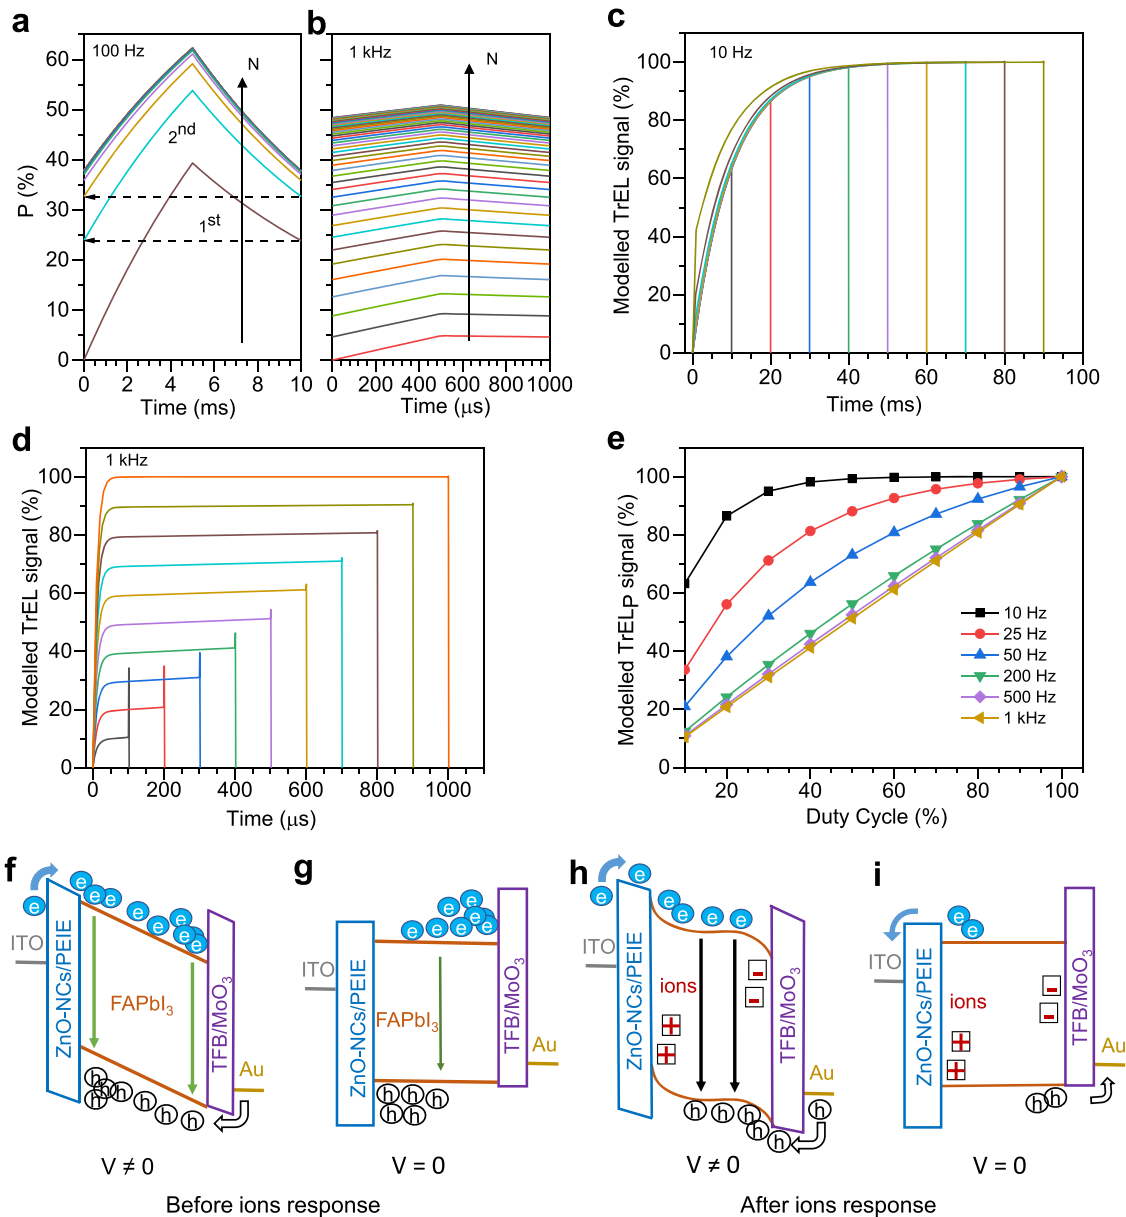 a
100 Hz
N
2nd
1st
P (%)
60
50
40
30
20
10
0
0 2 4 6 8 10
Time (ms)
b
1 kHz
N
0 200 400 600 800 1000
Time (μs)
c
10 Hz
Modelled TrEL signal (%)
100
80
60
40
20
0
0 20 40 60 80 100
Time (ms)
d
1 kHz
Modelled TrEL signal (%)
100
80
60
40
20
0
0 200 400 600 800 1000
Time (μs)
e
Modelled TrELP signal (%)
100
80
60
40
20
0
20 40 60 80 100
Duty Cycle (%)
10 Hz
25 Hz
50 Hz
200 Hz
500 Hz
1 kHz
f
e e e e e e e e e
ITO
ZnO-NCs/PEIE
FAPbI3
TFB/MoO3
Au
h h h h h h h
V ≠ 0
g
e e e e e e e
ITO
ZnO-NCs/PEIE
FAPbI3
TFB/MoO3
Au
h h h h h
V = 0
Before ions response
h
e e e e e e
ITO
ZnO-NCs/PEIE
ions
- -
+ +
TFB/MoO3
Au
h h h h h h
V ≠ 0
i
e e
ITO
ZnO-NCs/PEIE
ions
- -
+ +
TFB/MoO3
Au
h h
V = 0
After ions response